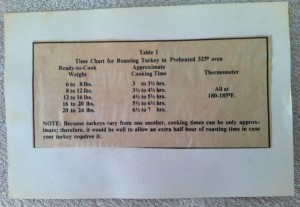 Table 1
Time Chart for Roasting Turkey in Preheated 325° oven
Ready-to-Cook Approximate
Weight Cooking Time Thermometer
6 to 8 lbs. 3 to 3½ hrs.
8 to 12 lbs. 3½ to 4½ hrs. All at
12 to 16 lbs. 4½ to 5½ hrs. 180-185°F.
16 to 20 lbs. 5½ to 6½ hrs.
20 to 24 lbs. 6½ to 7 hrs.
NOTE: Because turkeys vary from one another, cooking times can be only approx-
imate; therefore, it would be well to allow an extra half hour of roasting time in case
your turkey requires it.